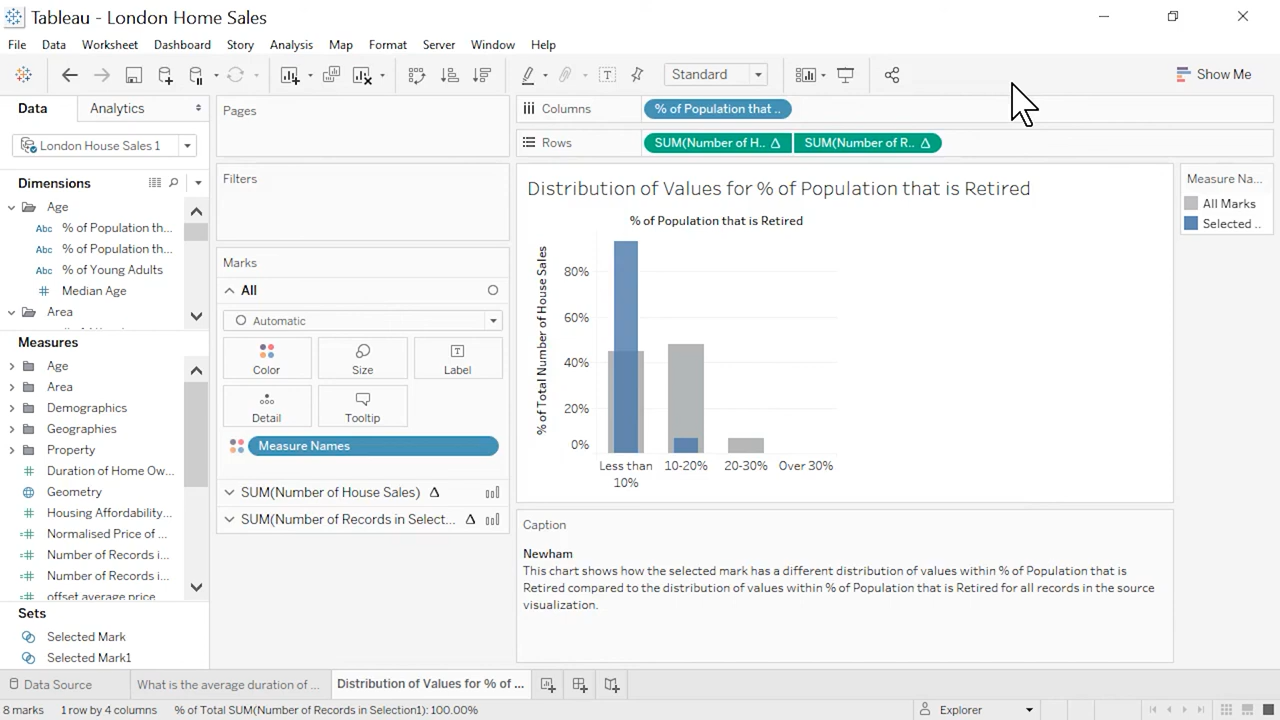 Tableau - London Home Sales
File Data Worksheet Dashboard Story Analysis Map Format Server Window Help
Standard
Show Me
Data Analytics
London House Sales 1
Dimensions
Age
Abc % of Population th...
Abc % of Population th...
Abc % of Young Adults
# Median Age
Area
Measures
Age
Area
Demographics
Geographies
Property
# Duration of Home Ow...
Geometry
# Housing Affordability...
=# Normalised Price of ...
=# Number of Records i...
=# Number of Records i...
=# offset average price
Sets
Selected Mark
Selected Mark1
Pages
Filters
Marks
All
Automatic
Color Size Label
Detail Tooltip
Measure Names
SUM(Number of House Sales) Δ
SUM(Number of Records in Select... Δ
Columns % of Population that ..
Rows SUM(Number of H.. Δ SUM(Number of R.. Δ
Distribution of Values for % of Population that is Retired
% of Population that is Retired
% of Total Number of House Sales
80%
60%
40%
20%
0%
Less than
10%
10-20%
20-30%
Over 30%
Measure Na...
All Marks
Selected ..
Caption
Newham
This chart shows how the selected mark has a different distribution of values within % of Population that is
Retired compared to the distribution of values within % of Population that is Retired for all records in the source
visualization.
Data Source What is the average duration of ... Distribution of Values for % of ...
8 marks 1 row by 4 columns % of Total SUM(Number of Records in Selection1): 100.00% Explorer